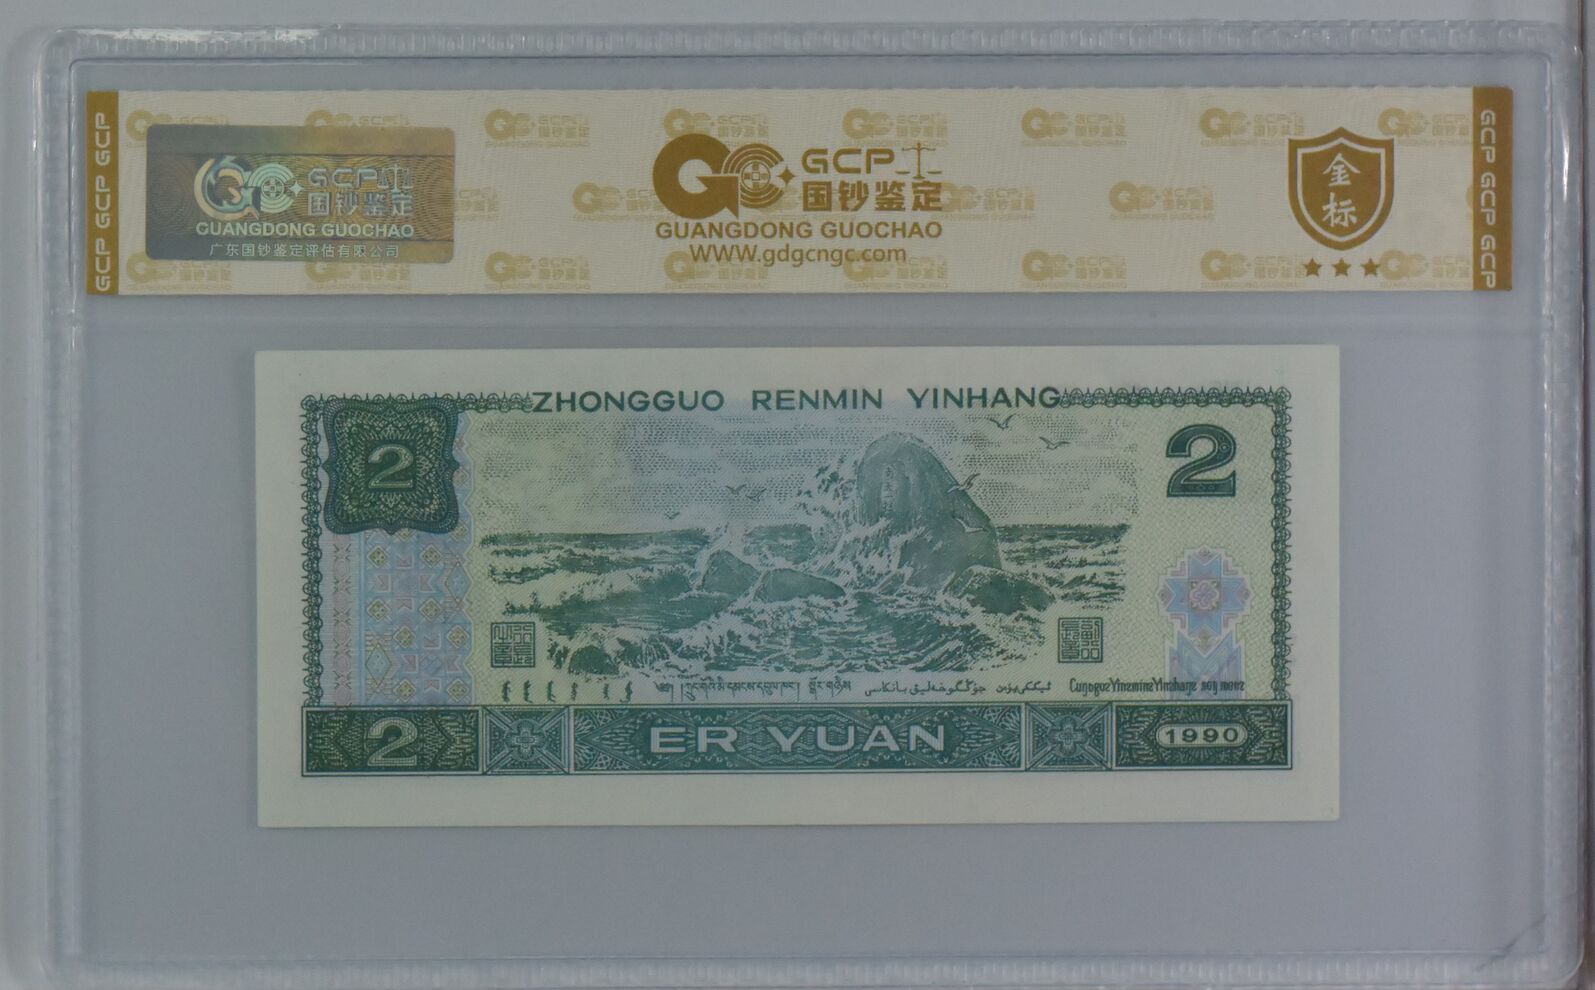 GCP GCP GCP
GCP
国钞鉴定
GUANGDONG GUOCHAO
广东国钞鉴定评估有限公司
GCP
国钞鉴定
GUANGDONG GUOCHAO
WWW.gdgcngc.com
金标
GCP GCP GCP
ZHONGGUO RENMIN YINHANG
2
2
2
ER YUAN
1990